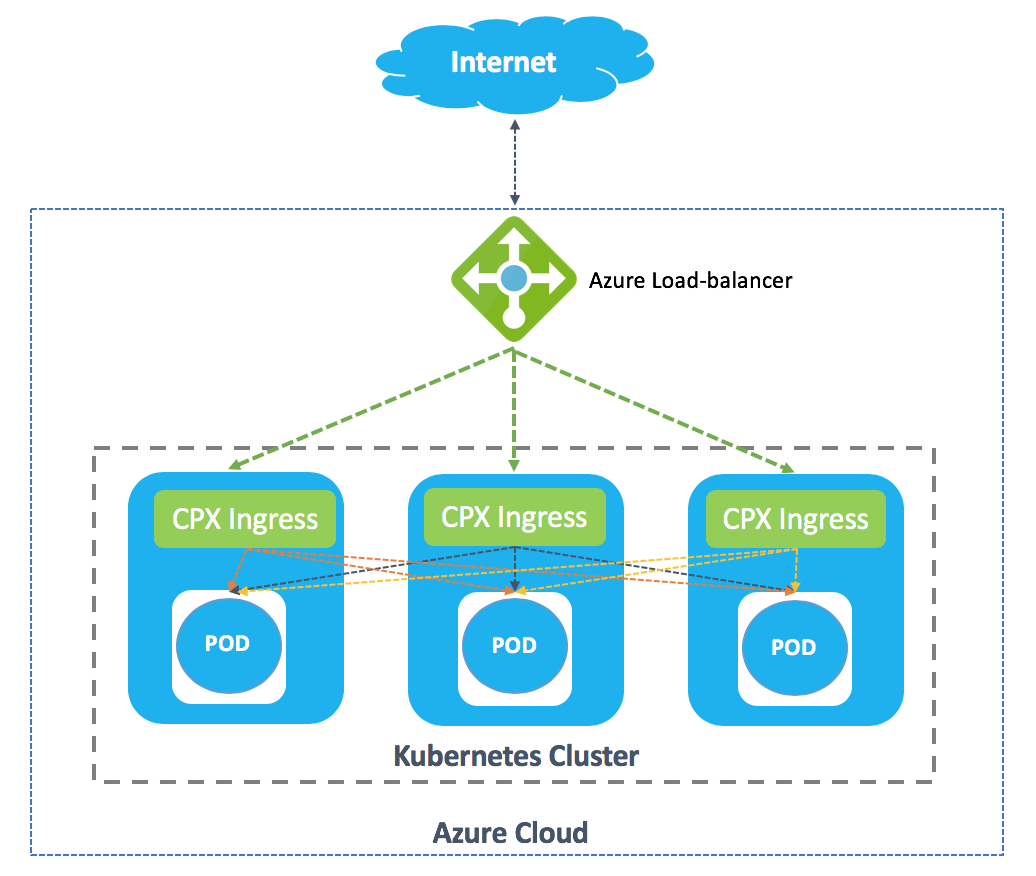 Internet
Azure Load-balancer
CPX Ingress
CPX Ingress
CPX Ingress
POD
POD
POD
Kubernetes Cluster
Azure Cloud